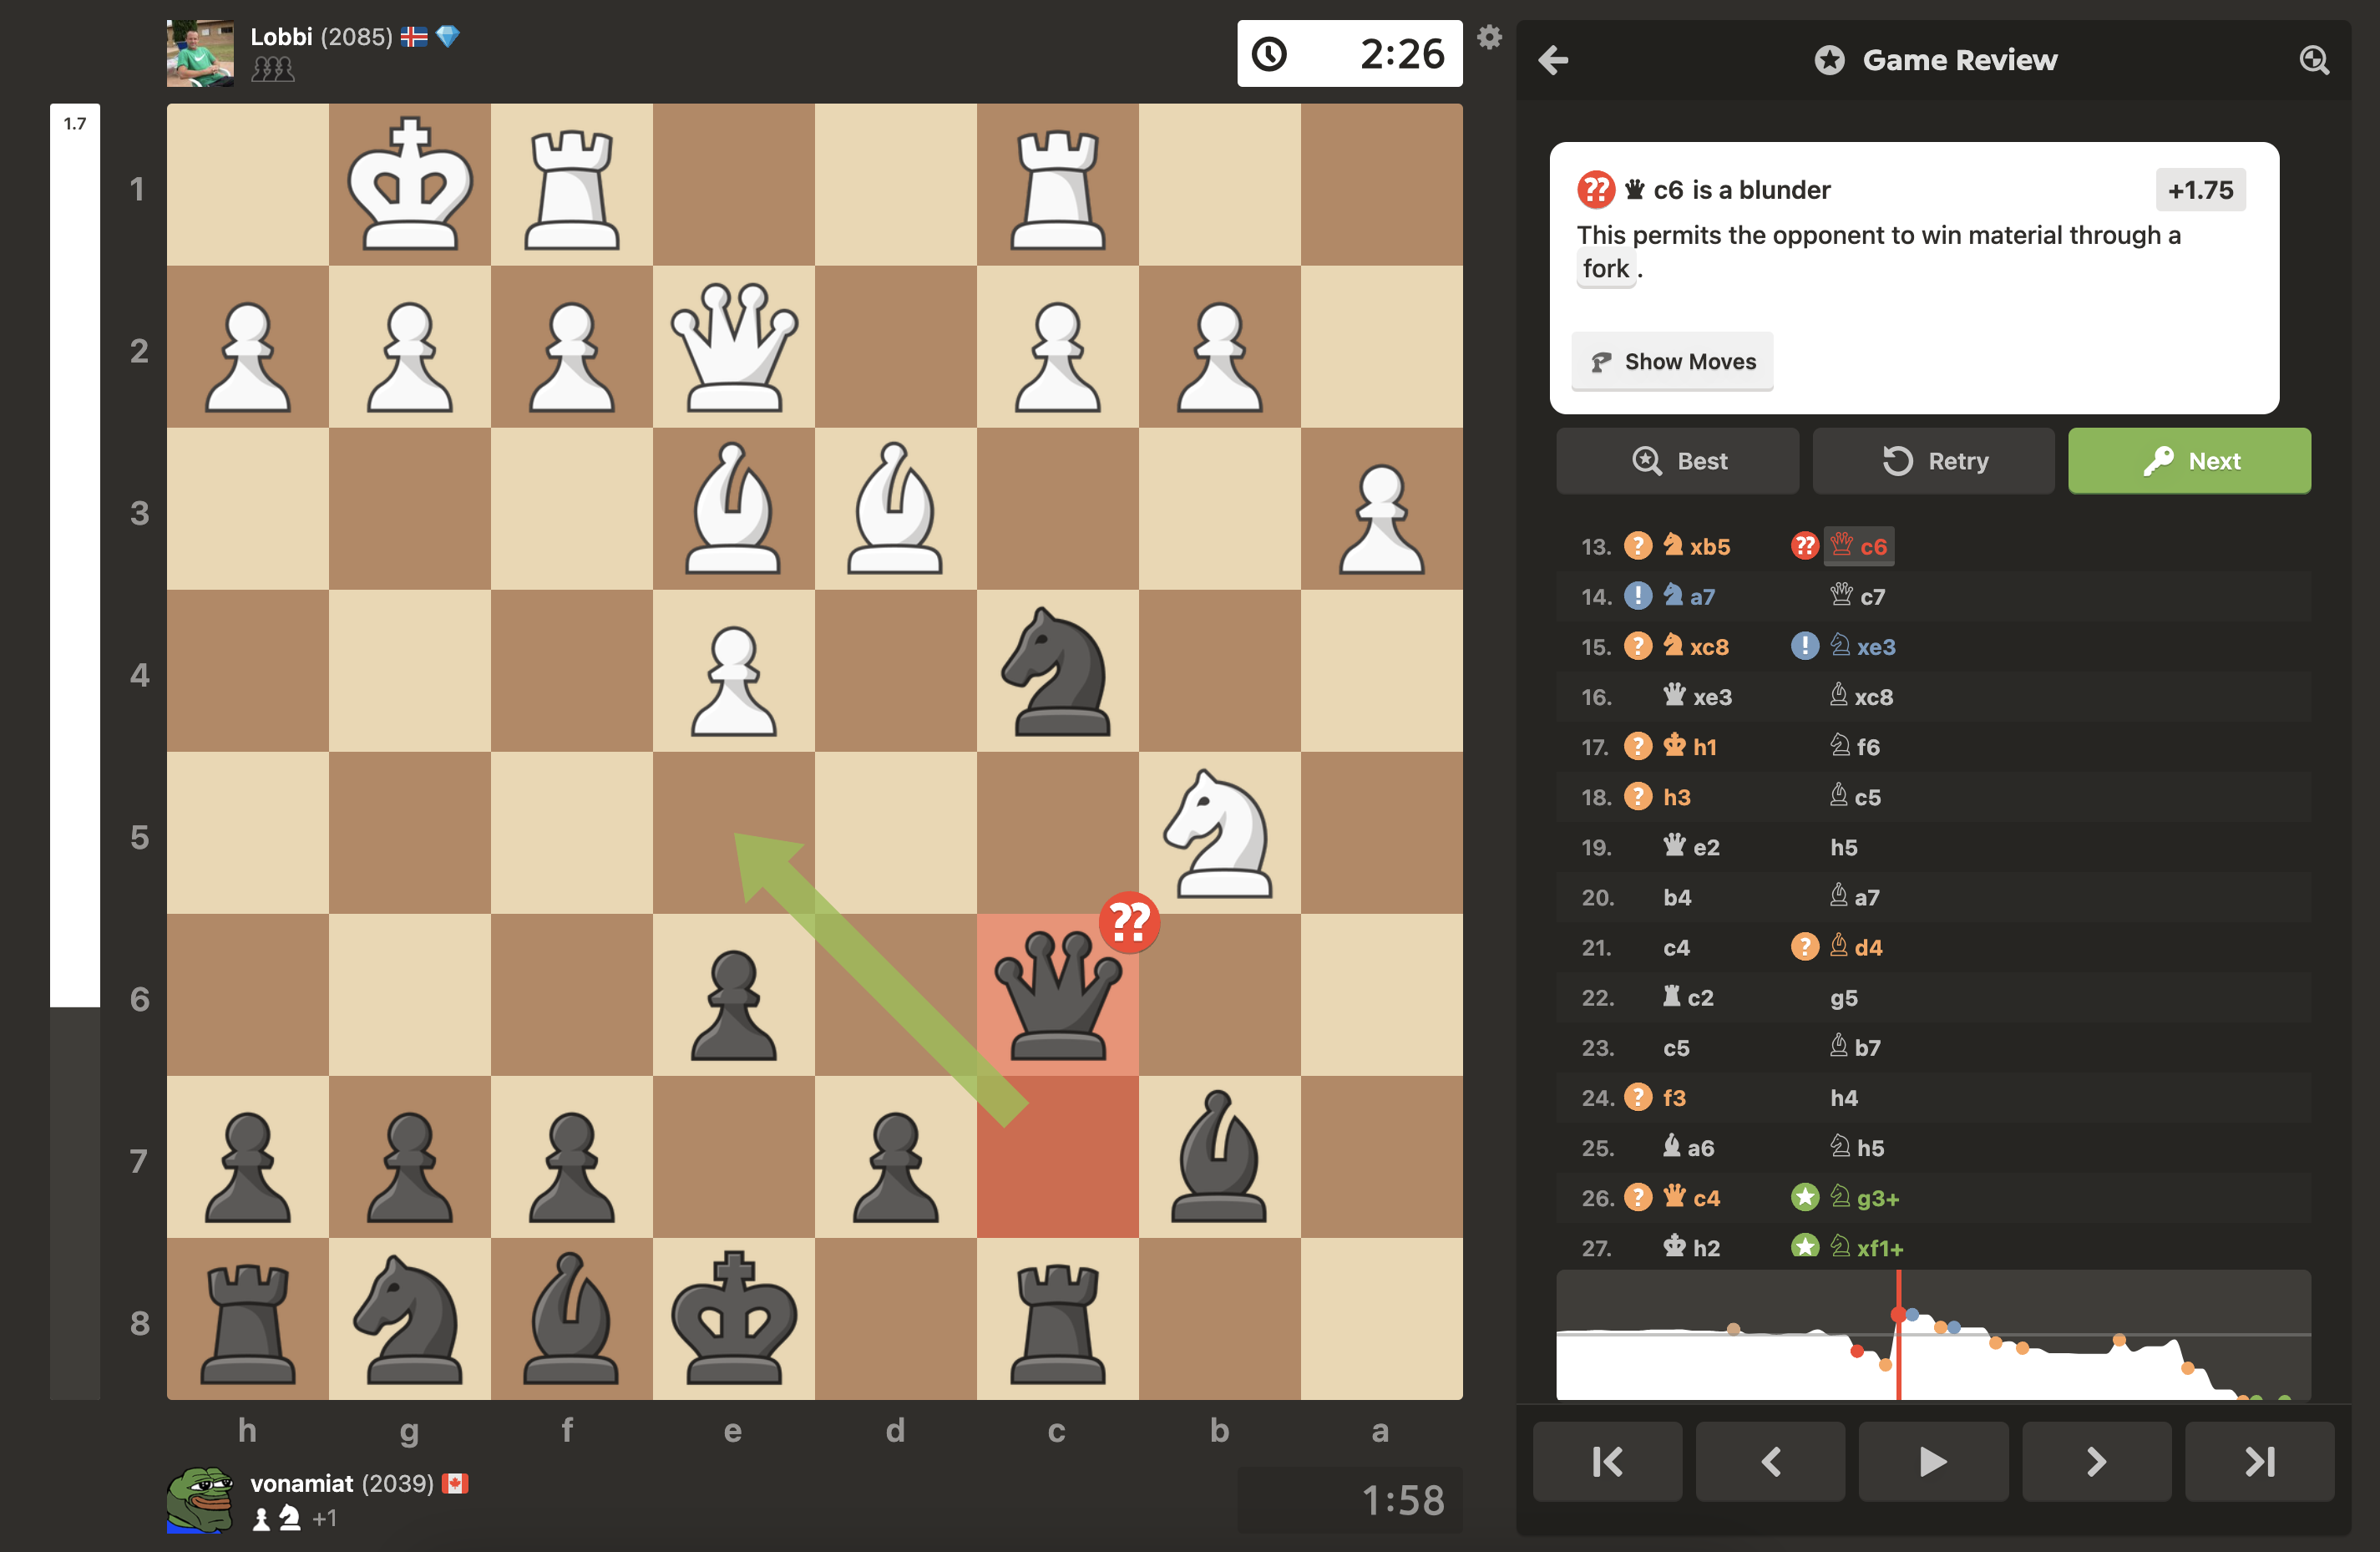 Lobbi (2085)
2:26
1.7
1
2
3
4
5
6
7
8
??
h g f e d c b a
vonamiat (2039)
+1
1:58
Game Review
?? c6 is a blunder +1.75
This permits the opponent to win material through a
fork .
Show Moves
Best Retry Next
13. ? xb5 ?? c6
14. ! a7 c7
15. ? xc8 ! xe3
16. xe3 xc8
17. ? h1 f6
18. ? h3 c5
19. e2 h5
20. b4 a7
21. c4 ? d4
22. c2 g5
23. c5 b7
24. ? f3 h4
25. a6 h5
26. ? c4 g3+
27. h2 xf1+